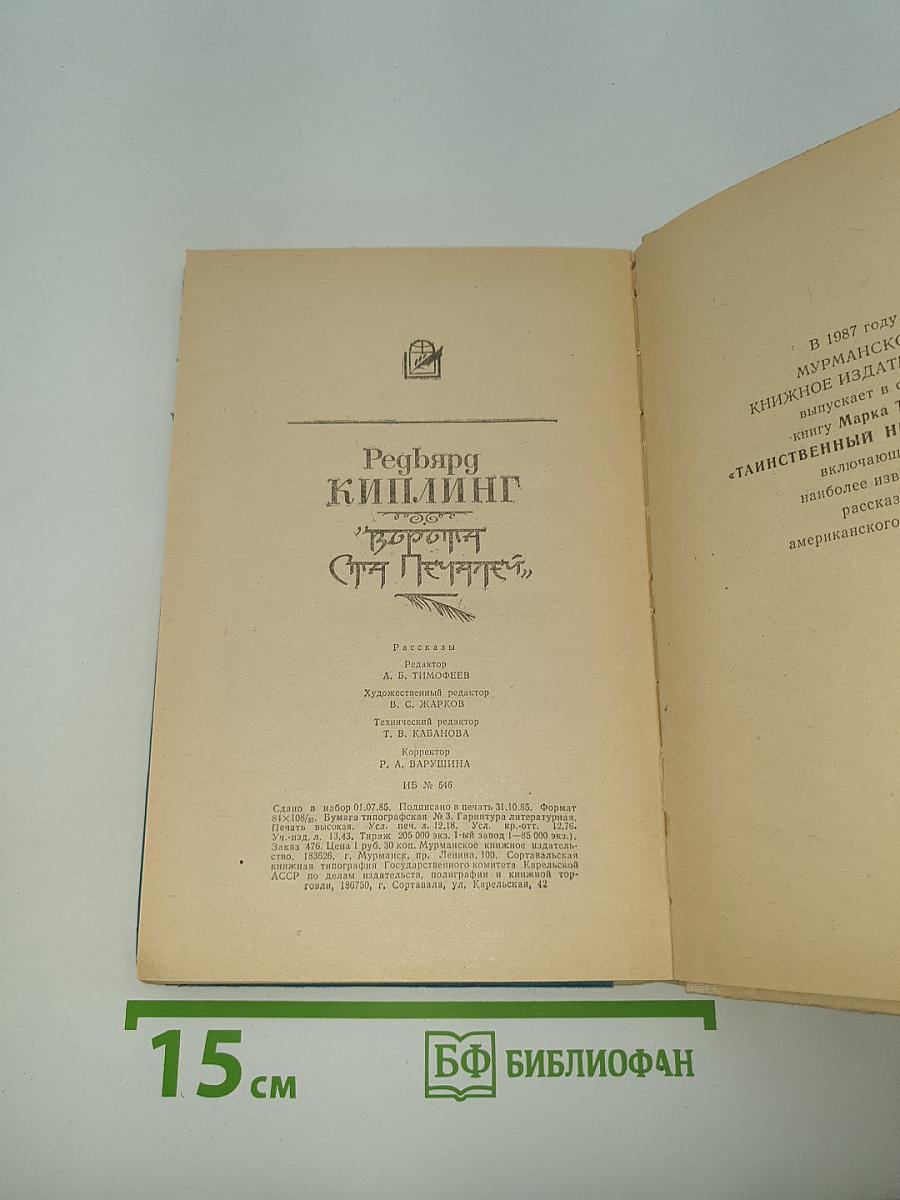 Редьярд
КИПЛИНГ
„Ворота
Ста Печалей„
Рассказы
Редактор
А. Б. ТИМОФЕЕВ
Художественный редактор
В. С. ЖАРКОВ
Технический редактор
Т. В. КАБАНОВА
Корректор
Р. А. ВАРУШИНА
ИБ № 546
Сдано в набор 01.07.85. Подписано в печать 31.10.85. Формат
84×108/32. Бумага типографская № 3. Гарнитура литературная.
Печать высокая. Усл. печ. л. 12,18. Усл. кр.-отт. 12,76.
Уч.-изд. л. 13,43. Тираж 205 000 экз. 1-ый завод 1—85 000 экз.).
Заказ 476. Цена 1 руб. 30 коп. Мурманское книжное издатель-
ство. 183626, г. Мурманск, пр. Ленина, 100. Сортавальская
книжная типография Государственного комитета Карельской
АССР по делам издательств, полиграфии и книжной тор-
говли, 186750, г. Сортавала, ул. Карельская, 42
В 1987 году
МУРМАНСКО
КНИЖНОЕ ИЗДАТ
выпускает в с
книгу Марка Т
«ТАИНСТВЕННЫЙ Н
включающ
наиболее изв
рассказ
американского
15 см
БФ БИБЛИОФАН